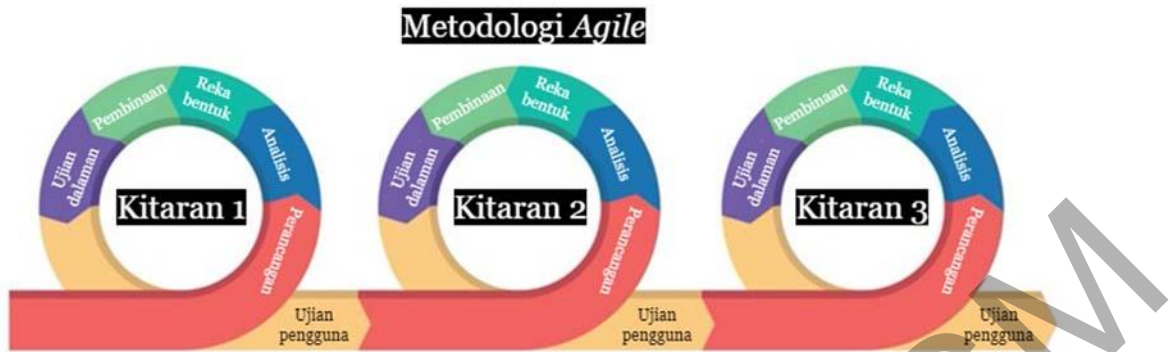 Metodologi Agile
Perancangan
Analisis
Reka
bentuk
Pembinaan
Ujian
dalaman
Kitaran 1
Ujian
pengguna
Perancangan
Analisis
Reka
bentuk
Pembinaan
Ujian
dalaman
Kitaran 2
Ujian
pengguna
Perancangan
Analisis
Reka
bentuk
Pembinaan
Ujian
dalaman
Kitaran 3
Ujian
pengguna